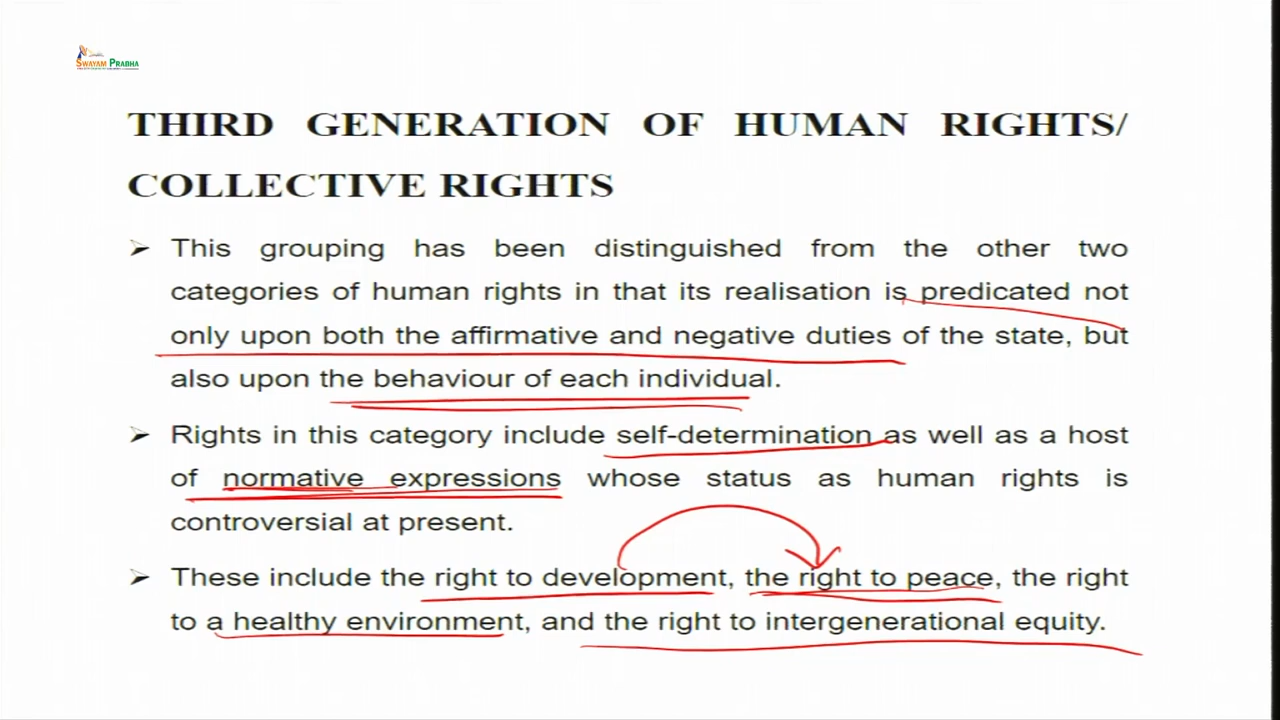 SWAYAM PRABHA
THIRD GENERATION OF HUMAN RIGHTS/
COLLECTIVE RIGHTS
➢ This grouping has been distinguished from the other two
categories of human rights in that its realisation is predicated not
only upon both the affirmative and negative duties of the state, but
also upon the behaviour of each individual.
➢ Rights in this category include self-determination as well as a host
of normative expressions whose status as human rights is
controversial at present.
➢ These include the right to development, the right to peace, the right
to a healthy environment, and the right to intergenerational equity.